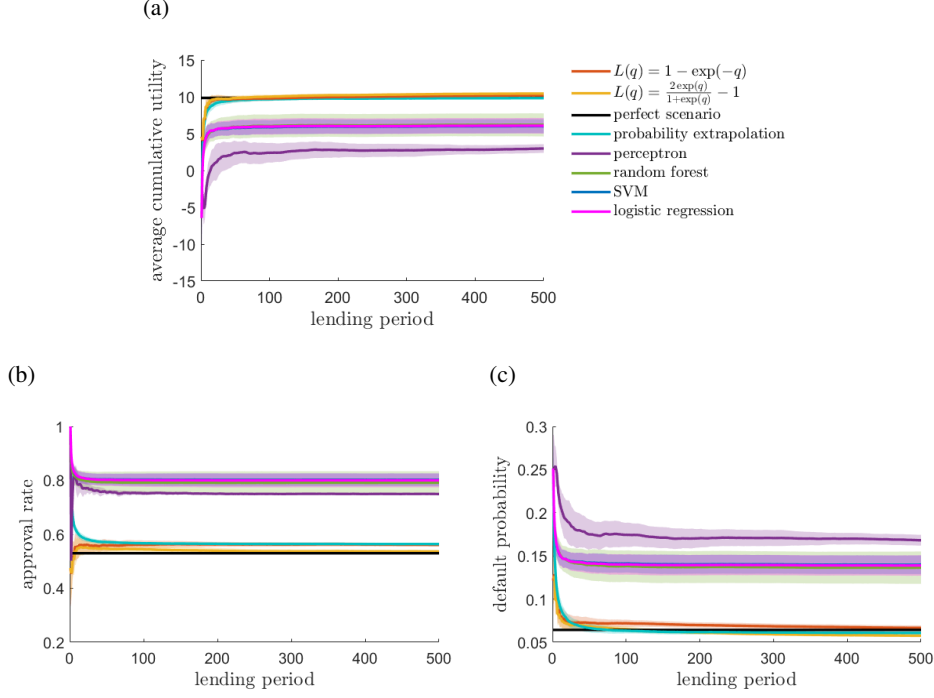 (a)
15
10
5
0
-5
-10
-15
average cumulative utility
0 100 200 300 400 500
lending period
L(q) = 1 − exp(−q)
L(q) = 2 exp(q)/1+exp(q) − 1
perfect scenario
probability extrapolation
perceptron
random forest
SVM
logistic regression
(b)
1
0.8
0.6
0.4
0.2
approval rate
0 100 200 300 400 500
lending period
(c)
0.3
0.25
0.2
0.15
0.1
0.05
default probability
0 100 200 300 400 500
lending period